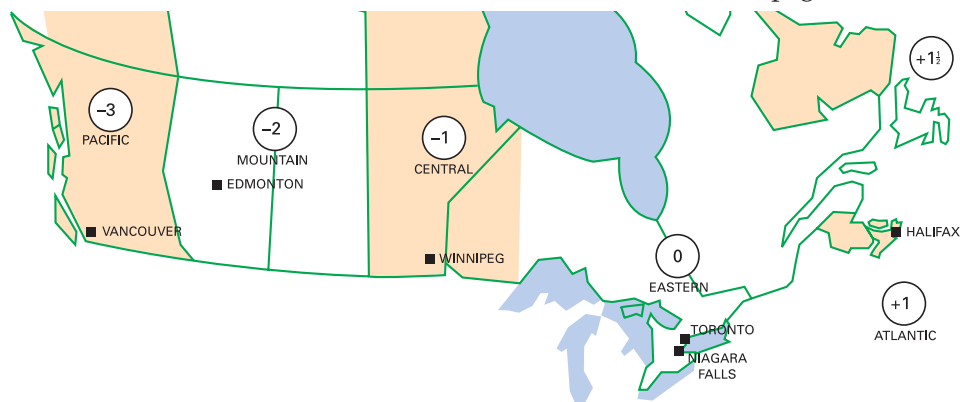 +1½
−3
PACIFIC
−2
MOUNTAIN
−1
CENTRAL
EDMONTON
VANCOUVER
HALIFAX
WINNIPEG
0
EASTERN
+1
ATLANTIC
TORONTO
NIAGARA
FALLS